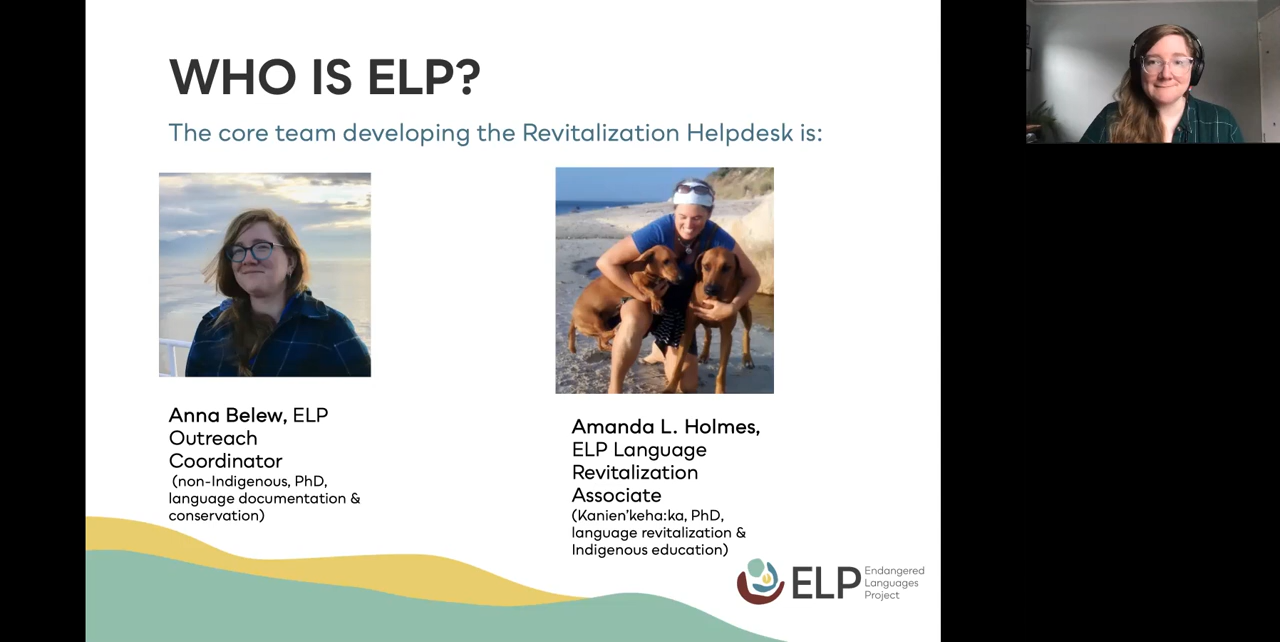 WHO IS ELP?
The core team developing the Revitalization Helpdesk is:
Anna Belew, ELP
Outreach
Coordinator
(non-Indigenous, PhD,
language documentation &
conservation)
Amanda L. Holmes,
ELP Language
Revitalization
Associate
(Kanien’keha:ka, PhD,
language revitalization &
Indigenous education)
ELP
Endangered
Languages
Project